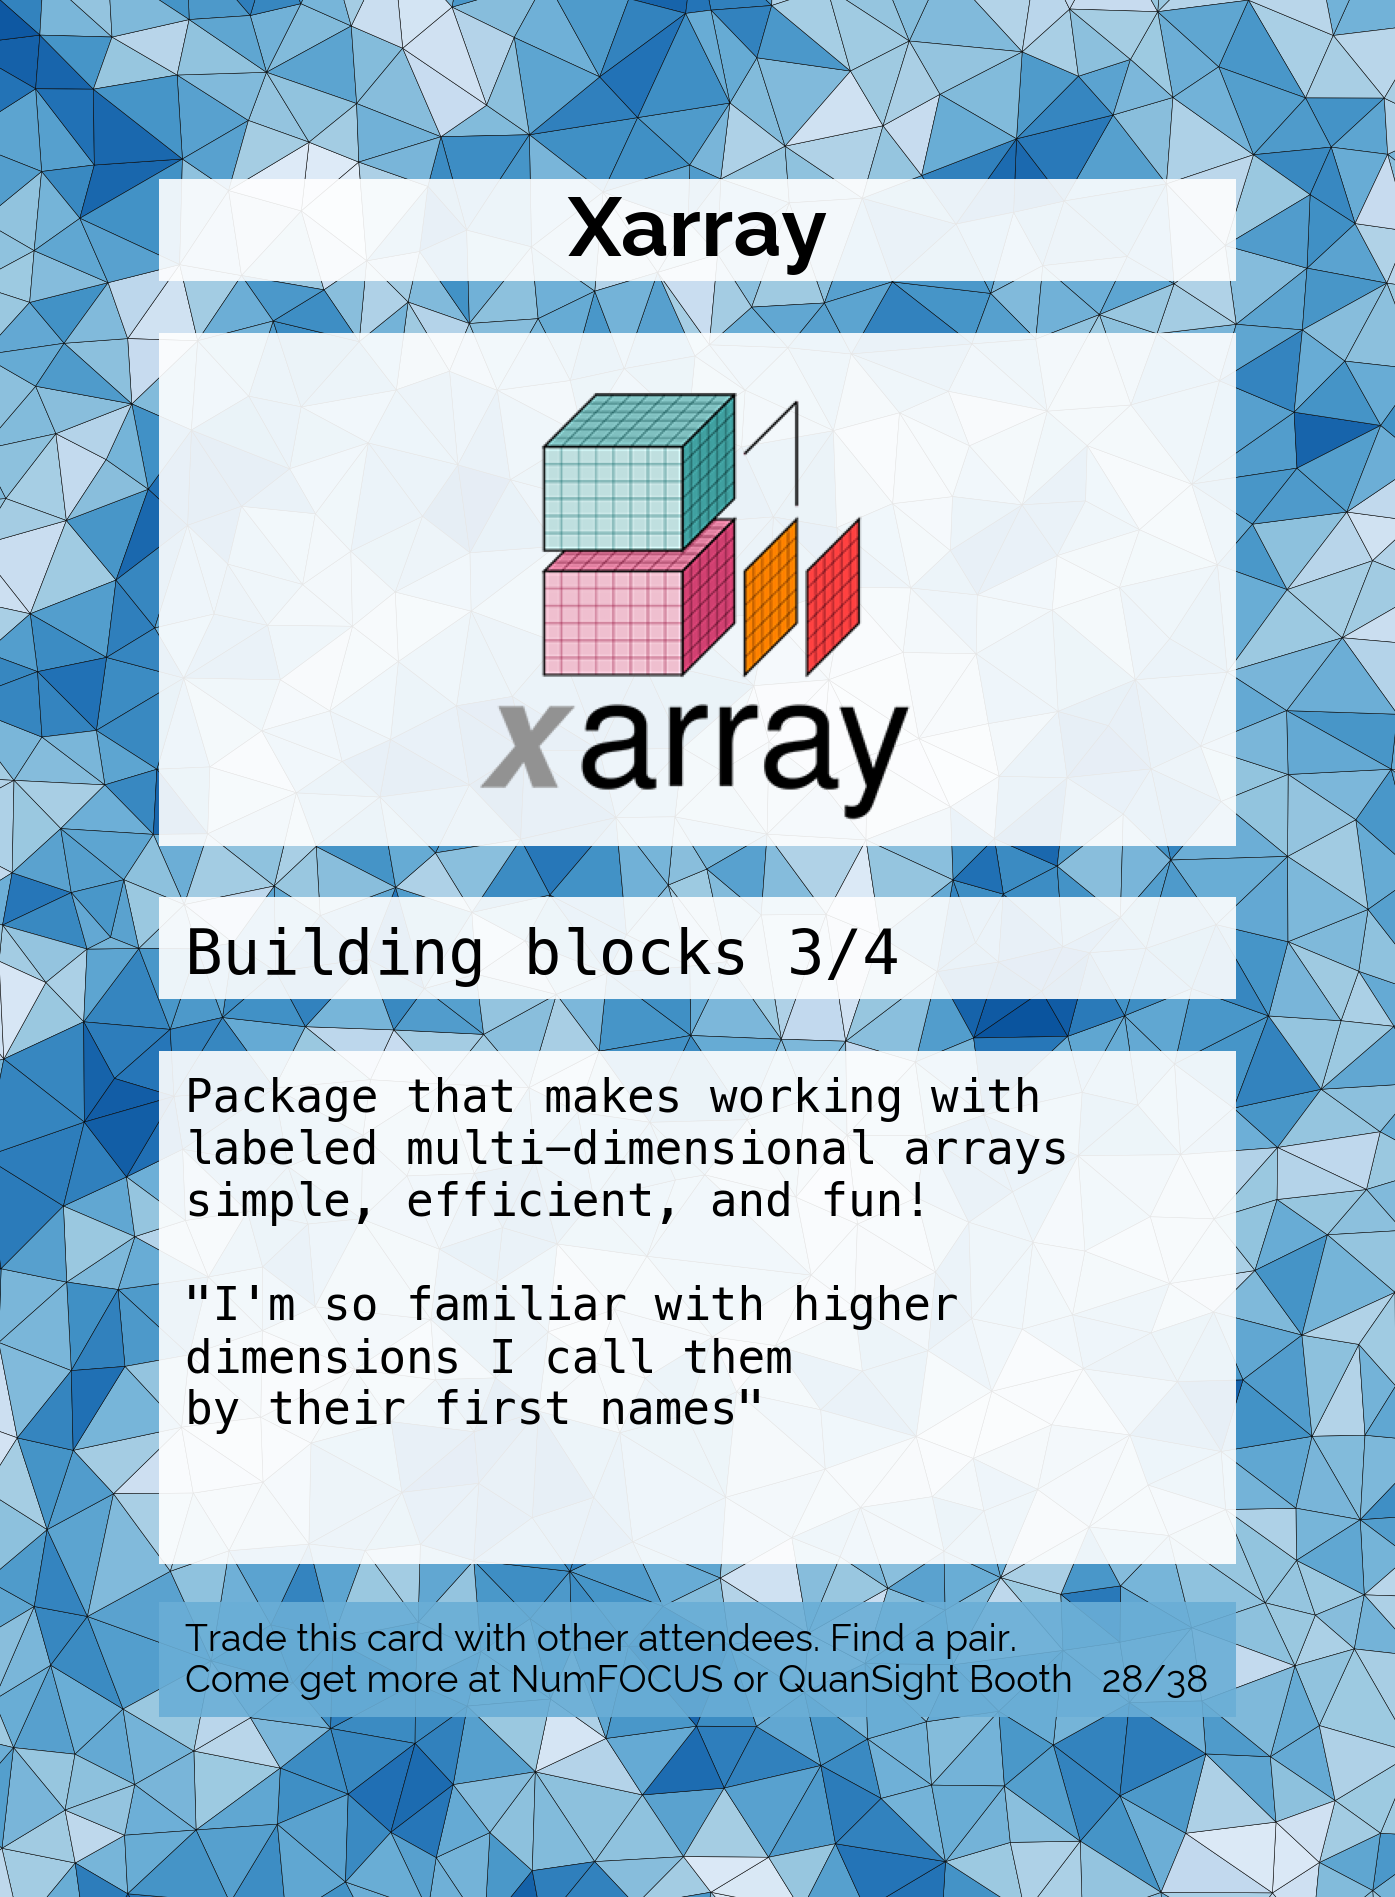 Xarray
xarray
Building blocks 3/4
Package that makes working with
labeled multi-dimensional arrays
simple, efficient, and fun!
"I'm so familiar with higher
dimensions I call them
by their first names"
Trade this card with other attendees. Find a pair.
Come get more at NumFOCUS or QuanSight Booth 28/38